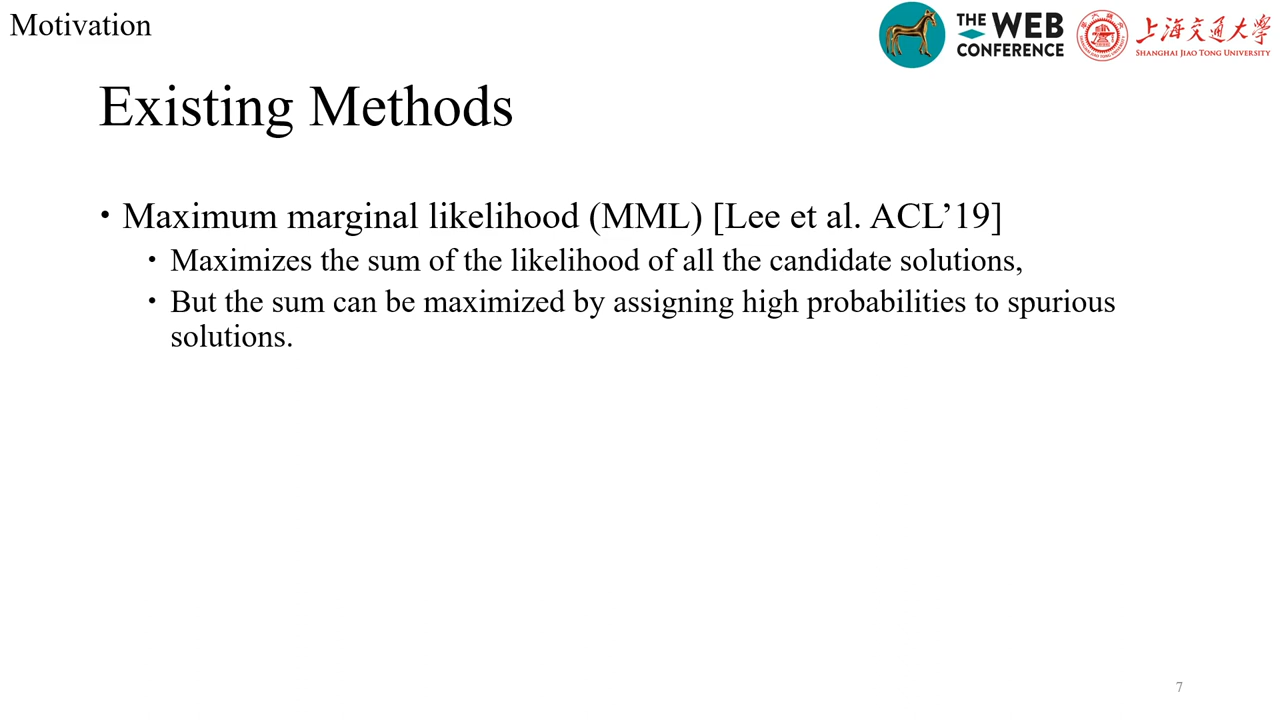 Motivation
THE WEB
CONFERENCE
上海交通大学
SHANGHAI JIAO TONG UNIVERSITY
Existing Methods
• Maximum marginal likelihood (MML) [Lee et al. ACL’19]
• Maximizes the sum of the likelihood of all the candidate solutions,
• But the sum can be maximized by assigning high probabilities to spurious
solutions.
7